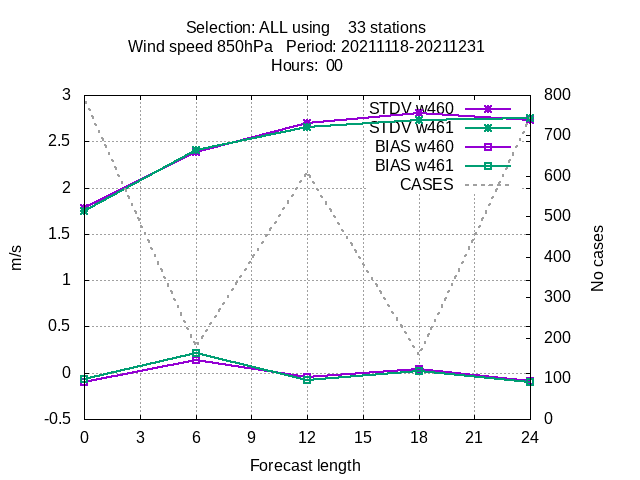 Selection: ALL using 33 stations
Wind speed 850hPa Period: 20211118-20211231
Hours: 00
STDV w460
STDV w461
BIAS w460
BIAS w461
CASES
3
2.5
2
1.5
1
0.5
0
-0.5
m/s
800
700
600
500
400
300
200
100
0
No cases
0 3 6 9 12 15 18 21 24
Forecast length